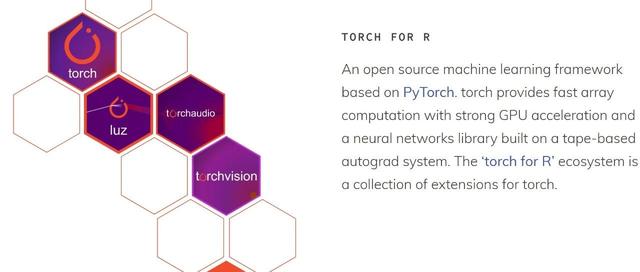 torch
luz
torchaudio
torchvision
TORCH FOR R
An open source machine learning framework
based on PyTorch. torch provides fast array
computation with strong GPU acceleration and
a neural networks library built on a tape-based
autograd system. The ‘torch for R’ ecosystem is
a collection of extensions for torch.